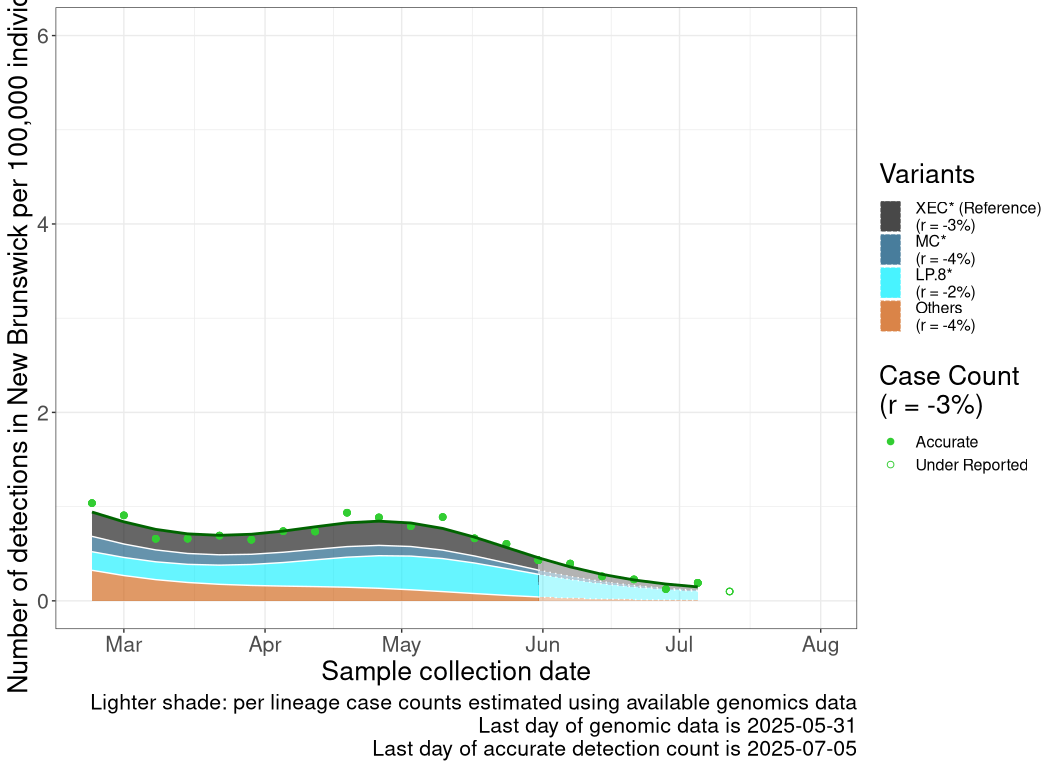 Number of detections in New Brunswick per 100,000
6
4
2
0
Mar
Apr
May
Jun
Jul
Aug
Sample collection date
Lighter shade: per lineage case counts estimated using available genomics data
Last day of genomic data is 2025-05-31
Last day of accurate detection count is 2025-07-05
Variants
XEC* (Reference)
(r = -3%)
MC*
(r = -4%)
LP.8*
(r = -2%)
Others
(r = -4%)
Case Count
(r = -3%)
Accurate
Under Reported